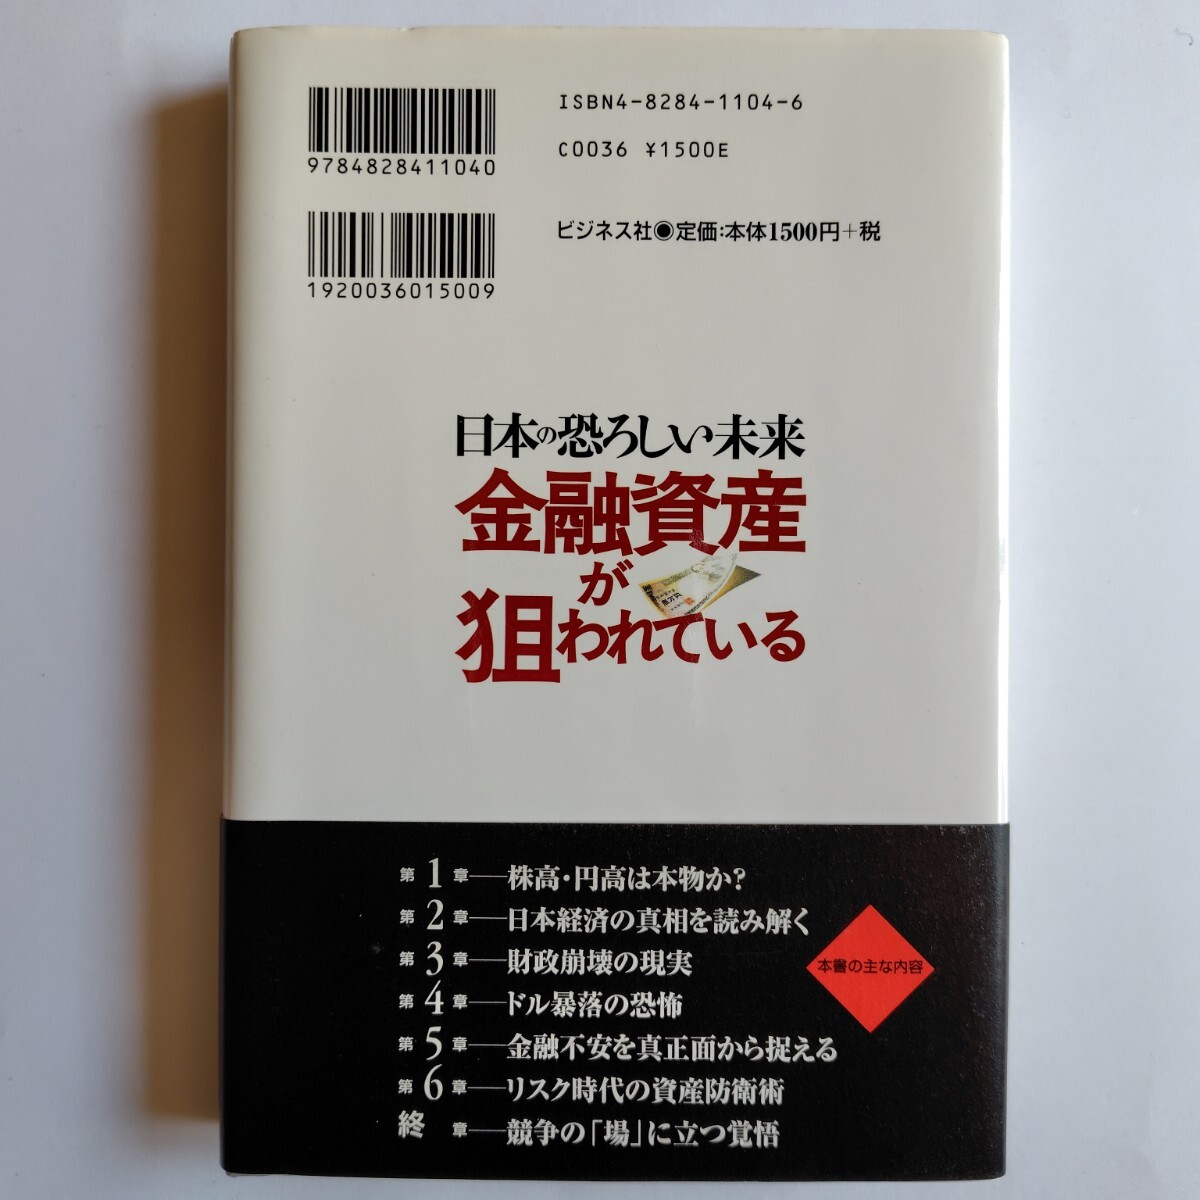 9784828411040
ISBN4-8284-1104-6
C0036 ¥1500E
1920036015009
ビジネス社◉定価:本体1500円+税
日本の恐ろしい未来
金融資産
が
狙われている
壱万円
第1章――株高・円高は本物か?
第2章――日本経済の真相を読み解く
第3章――財政崩壊の現実
第4章――ドル暴落の恐怖
第5章――金融不安を真正面から捉える
第6章――リスク時代の資産防衛術
終章――競争の「場」に立つ覚悟
本書の主な内容